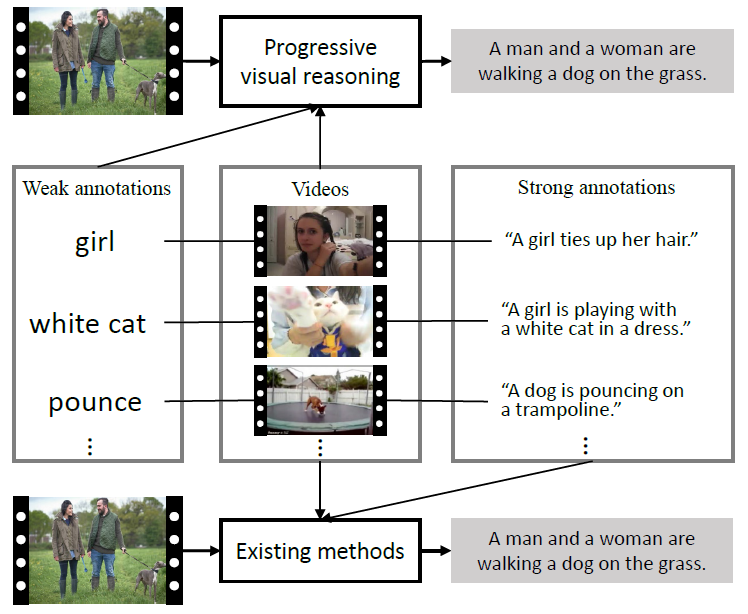 Progressive
visual reasoning
A man and a woman are
walking a dog on the grass.
Weak annotations
Videos
Strong annotations
girl
“A girl ties up her hair.”
white cat
“A girl is playing with
a white cat in a dress.”
pounce
“A dog is pouncing on
a trampoline.”
Existing methods
A man and a woman are
walking a dog on the grass.